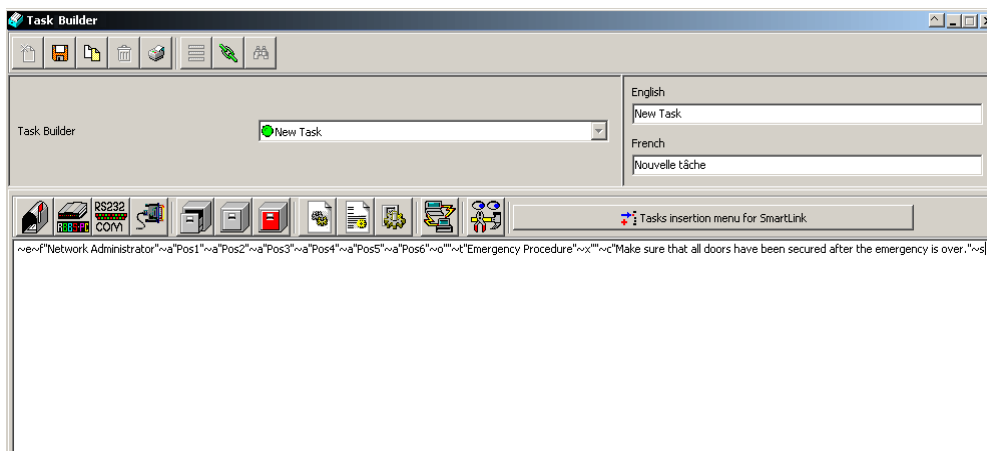 Task Builder
English
New Task
Task Builder
New Task
French
Nouvelle tâche
RS232
COM
Tasks insertion menu for SmartLink
~e~f"Network Administrator"~a"Pos1"~a"Pos2"~a"Pos3"~a"Pos4"~a"Pos5"~a"Pos6"~o""~t"Emergency Procedure"~x""~c"Make sure that all doors have been secured after the emergency is over."~s